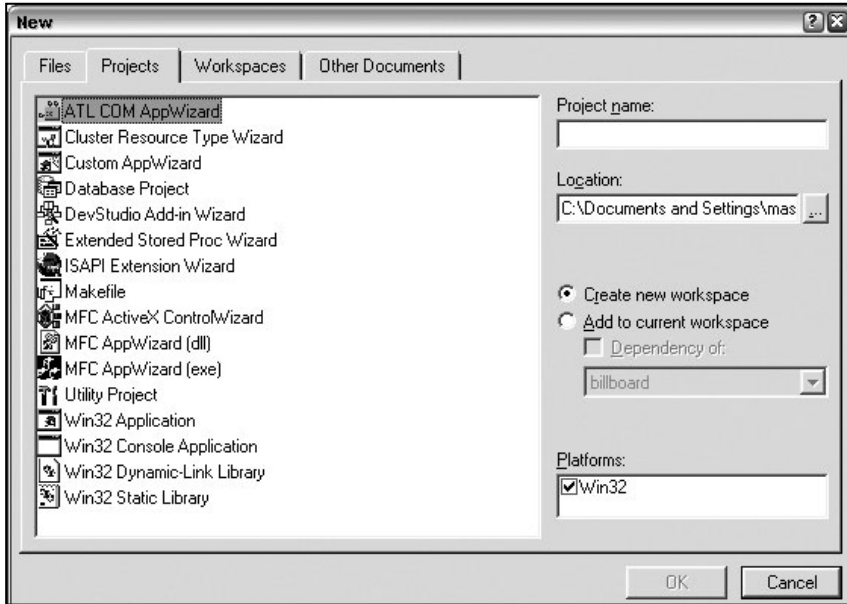 New
Files Projects Workspaces Other Documents
ATL COM AppWizard
Cluster Resource Type Wizard
Custom AppWizard
Database Project
DevStudio Add-in Wizard
Extended Stored Proc Wizard
ISAPI Extension Wizard
Makefile
MFC ActiveX ControlWizard
MFC AppWizard (dll)
MFC AppWizard (exe)
Utility Project
Win32 Application
Win32 Console Application
Win32 Dynamic-Link Library
Win32 Static Library
Project name:
Location:
C:\Documents and Settings\mas ...
Create new workspace
Add to current workspace
Dependency of:
billboard
Platforms:
Win32
OK Cancel